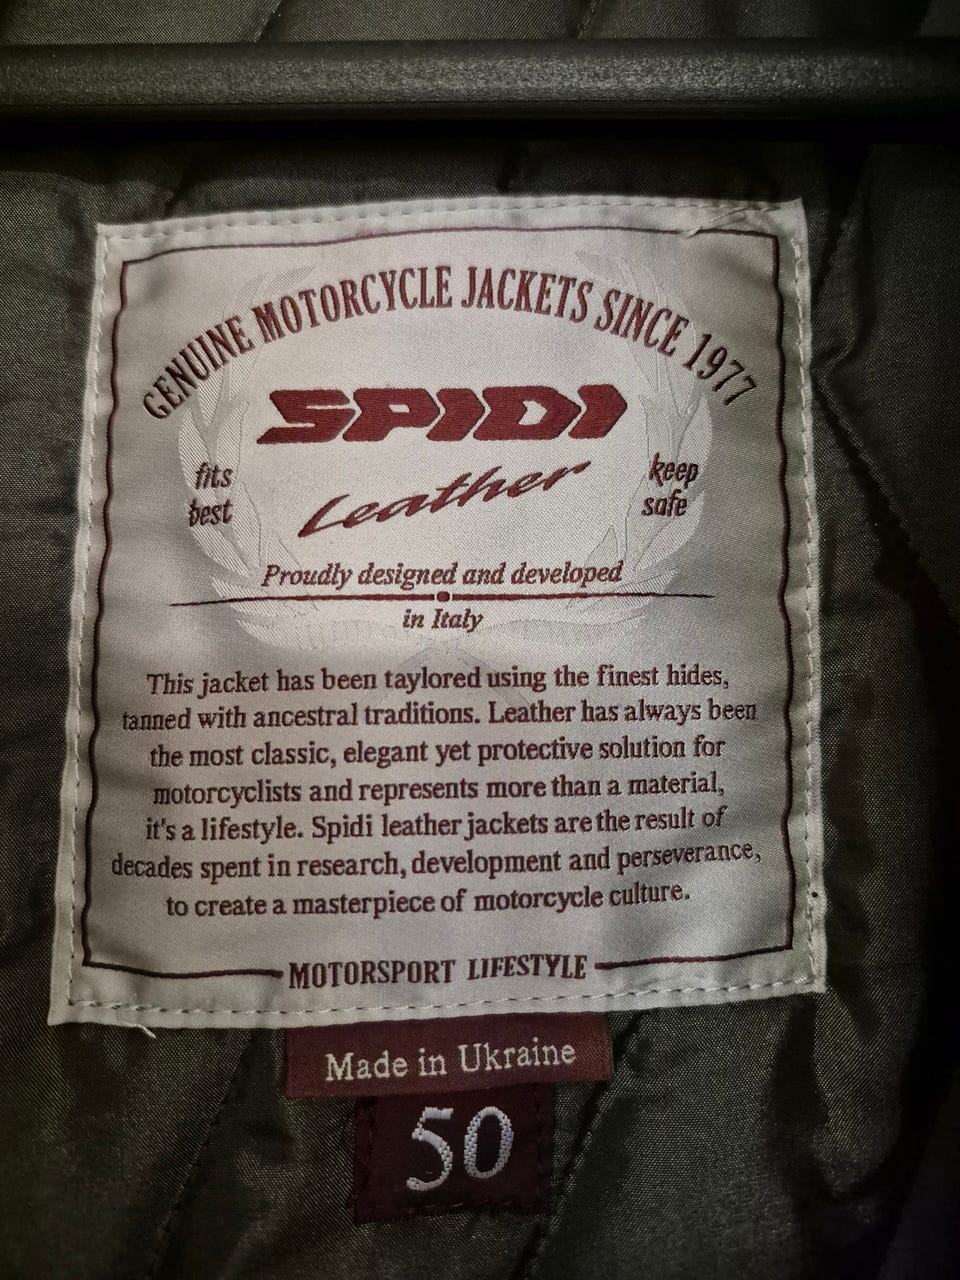 GENUINE MOTORCYCLE JACKETS SINCE 1977
SPIDI
Leather
fits
best
keep
safe
Proudly designed and developed
in Italy
This jacket has been taylored using the finest hides,
tanned with ancestral traditions. Leather has always been
the most classic, elegant yet protective solution for
motorcyclists and represents more than a material,
it's a lifestyle. Spidi leather jackets are the result of
decades spent in research, development and perseverance,
to create a masterpiece of motorcycle culture.
MOTORSPORT LIFESTYLE
Made in Ukraine
50